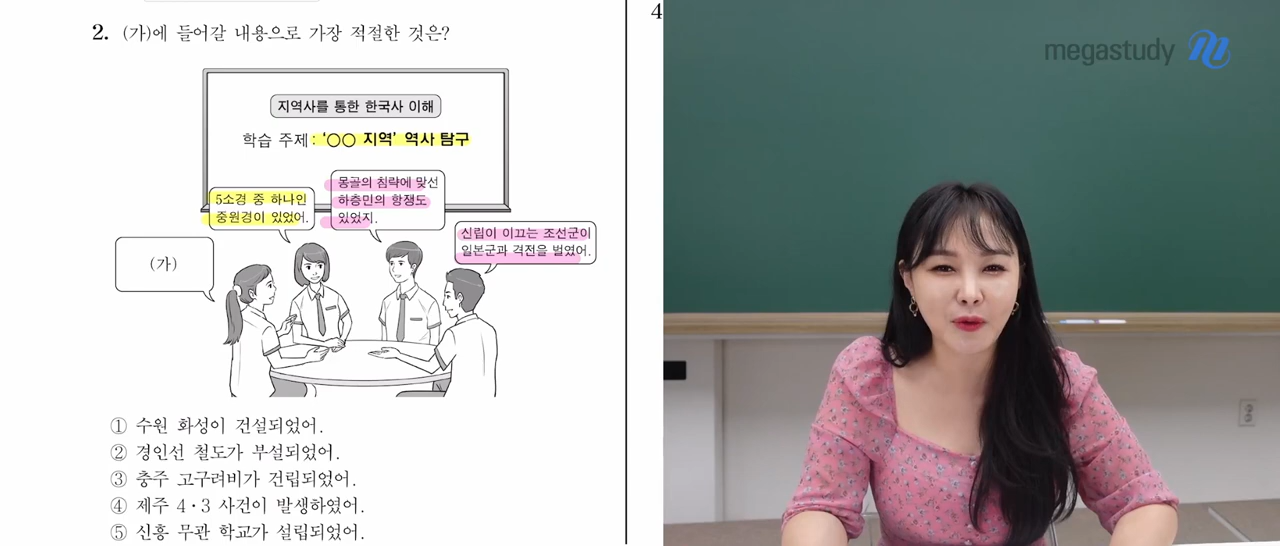 2. (가)에 들어갈 내용으로 가장 적절한 것은?
지역사를 통한 한국사 이해
학습 주제 : '○○ 지역' 역사 탐구
5소경 중 하나인
중원경이 있었어.
몽골의 침략에 맞선
하층민의 항쟁도
있었지.
신립이 이끄는 조선군이
일본군과 격전을 벌였어.
(가)
① 수원 화성이 건설되었어.
② 경인선 철도가 부설되었어.
③ 충주 고구려비가 건립되었어.
④ 제주 4·3 사건이 발생하였어.
⑤ 신흥 무관 학교가 설립되었어.
4
megastudy